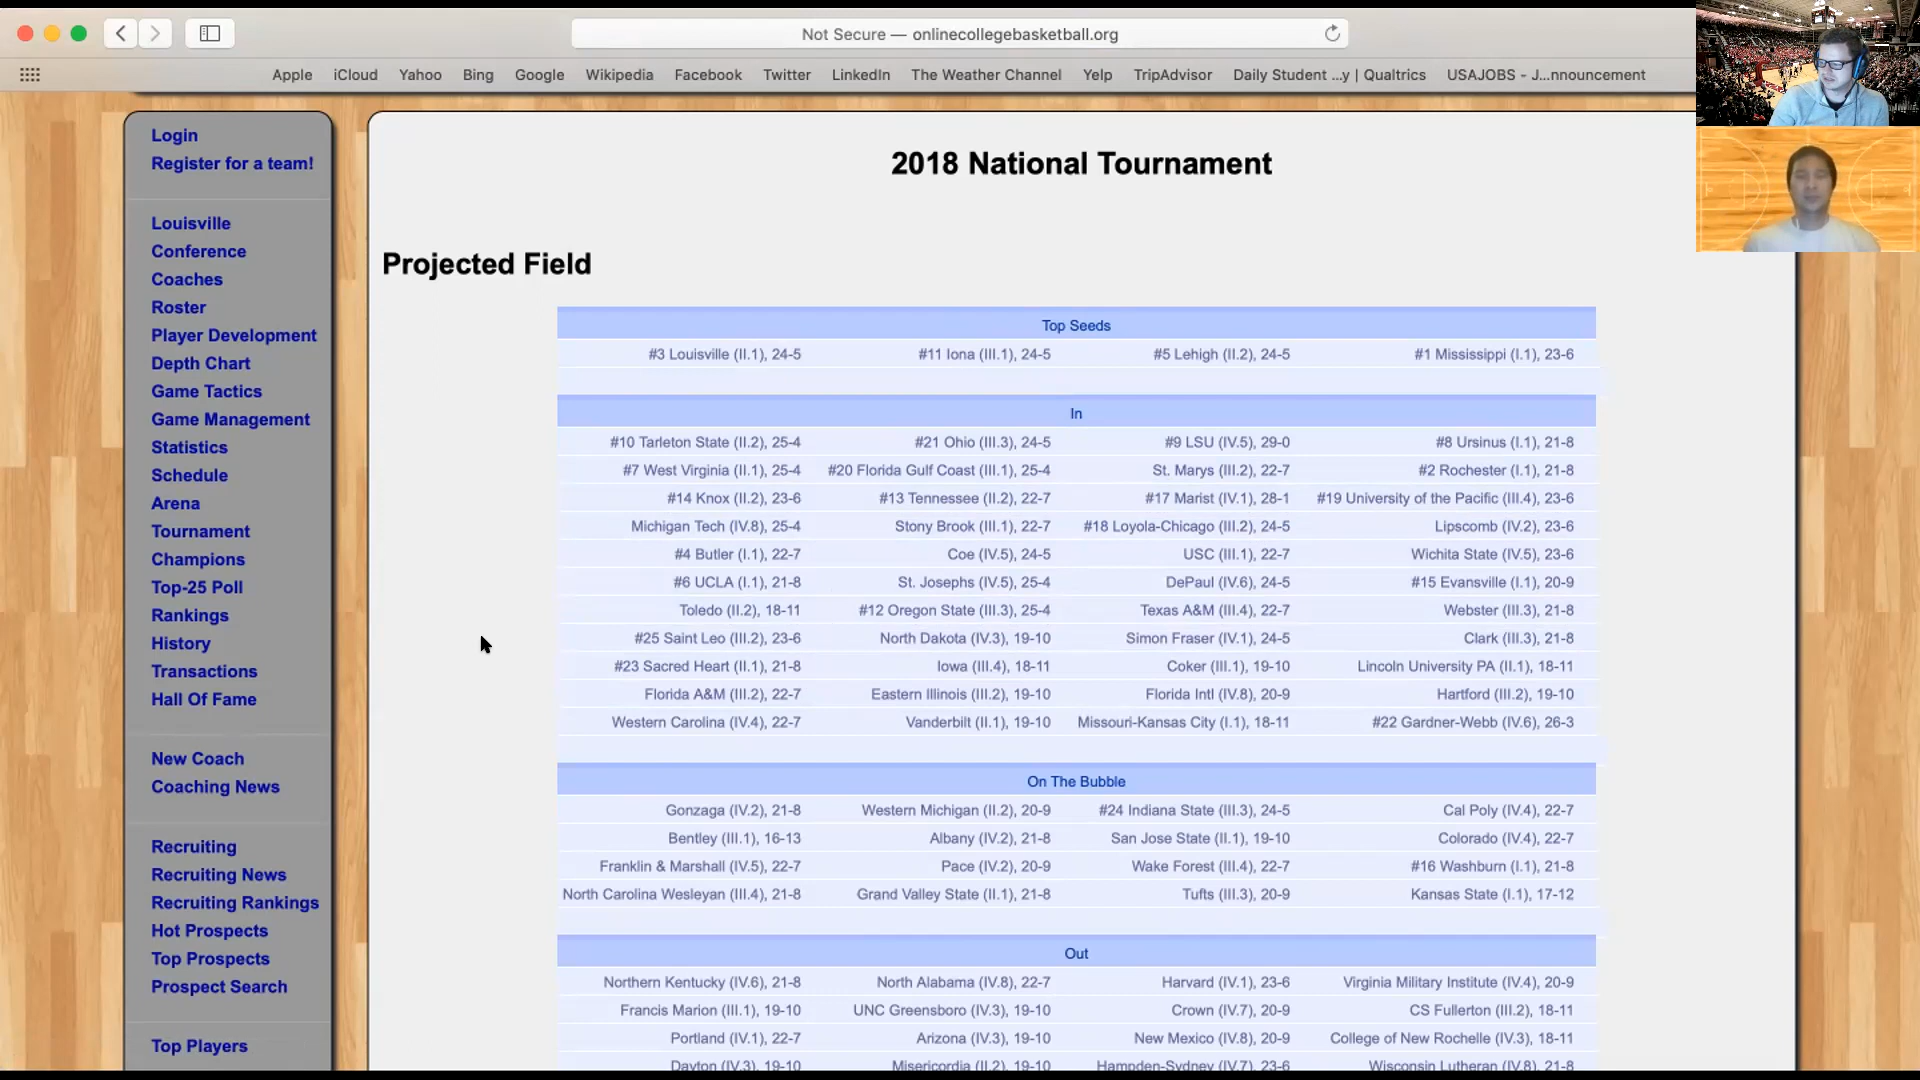 Not Secure — onlinecollegebasketball.org
Apple iCloud Yahoo Bing Google Wikipedia Facebook Twitter LinkedIn The Weather Channel Yelp TripAdvisor Daily Student ...y | Qualtrics USAJOBS - J...nnouncement
Login
Register for a team!
Louisville
Conference
Coaches
Roster
Player Development
Depth Chart
Game Tactics
Game Management
Statistics
Schedule
Arena
Tournament
Champions
Top-25 Poll
Rankings
History
Transactions
Hall Of Fame
New Coach
Coaching News
Recruiting
Recruiting News
Recruiting Rankings
Hot Prospects
Top Prospects
Prospect Search
Top Players
2018 National Tournament
Projected Field
Top Seeds
#3 Louisville (II.1), 24-5 #11 Iona (III.1), 24-5 #5 Lehigh (II.2), 24-5 #1 Mississippi (I.1), 23-6
In
#10 Tarleton State (II.2), 25-4 #21 Ohio (III.3), 24-5 #9 LSU (IV.5), 29-0 #8 Ursinus (I.1), 21-8
#7 West Virginia (II.1), 25-4 #20 Florida Gulf Coast (III.1), 25-4 St. Marys (III.2), 22-7 #2 Rochester (I.1), 21-8
#14 Knox (II.2), 23-6 #13 Tennessee (II.2), 22-7 #17 Marist (IV.1), 28-1 #19 University of the Pacific (III.4), 23-6
Michigan Tech (IV.8), 25-4 Stony Brook (III.1), 22-7 #18 Loyola-Chicago (III.2), 24-5 Lipscomb (IV.2), 23-6
#4 Butler (I.1), 22-7 Coe (IV.5), 24-5 USC (III.1), 22-7 Wichita State (IV.5), 23-6
#6 UCLA (I.1), 21-8 St. Josephs (IV.5), 25-4 DePaul (IV.6), 24-5 #15 Evansville (I.1), 20-9
Toledo (II.2), 18-11 #12 Oregon State (III.3), 25-4 Texas A&M (III.4), 22-7 Webster (III.3), 21-8
#25 Saint Leo (III.2), 23-6 North Dakota (IV.3), 19-10 Simon Fraser (IV.1), 24-5 Clark (III.3), 21-8
#23 Sacred Heart (II.1), 21-8 Iowa (III.4), 18-11 Coker (III.1), 19-10 Lincoln University PA (II.1), 18-11
Florida A&M (III.2), 22-7 Eastern Illinois (III.2), 19-10 Florida Intl (IV.8), 20-9 Hartford (III.2), 19-10
Western Carolina (IV.4), 22-7 Vanderbilt (II.1), 19-10 Missouri-Kansas City (I.1), 18-11 #22 Gardner-Webb (IV.6), 26-3
On The Bubble
Gonzaga (IV.2), 21-8 Western Michigan (II.2), 20-9 #24 Indiana State (III.3), 24-5 Cal Poly (IV.4), 22-7
Bentley (III.1), 16-13 Albany (IV.2), 21-8 San Jose State (II.1), 19-10 Colorado (IV.4), 22-7
Franklin & Marshall (IV.5), 22-7 Pace (IV.2), 20-9 Wake Forest (III.4), 22-7 #16 Washburn (I.1), 21-8
North Carolina Wesleyan (III.4), 21-8 Grand Valley State (II.1), 21-8 Tufts (III.3), 20-9 Kansas State (I.1), 17-12
Out
Northern Kentucky (IV.6), 21-8 North Alabama (IV.8), 22-7 Harvard (IV.1), 23-6 Virginia Military Institute (IV.4), 20-9
Francis Marion (III.1), 19-10 UNC Greensboro (IV.3), 19-10 Crown (IV.7), 20-9 CS Fullerton (III.2), 18-11
Portland (IV.1), 22-7 Arizona (IV.3), 19-10 New Mexico (IV.8), 20-9 College of New Rochelle (IV.3), 18-11
Dayton (IV.3), 19-10 Misericordia (II.2), 19-10 Hampden-Sydney (IV.7), 23-6 Wisconsin Lutheran (IV.8), 21-8